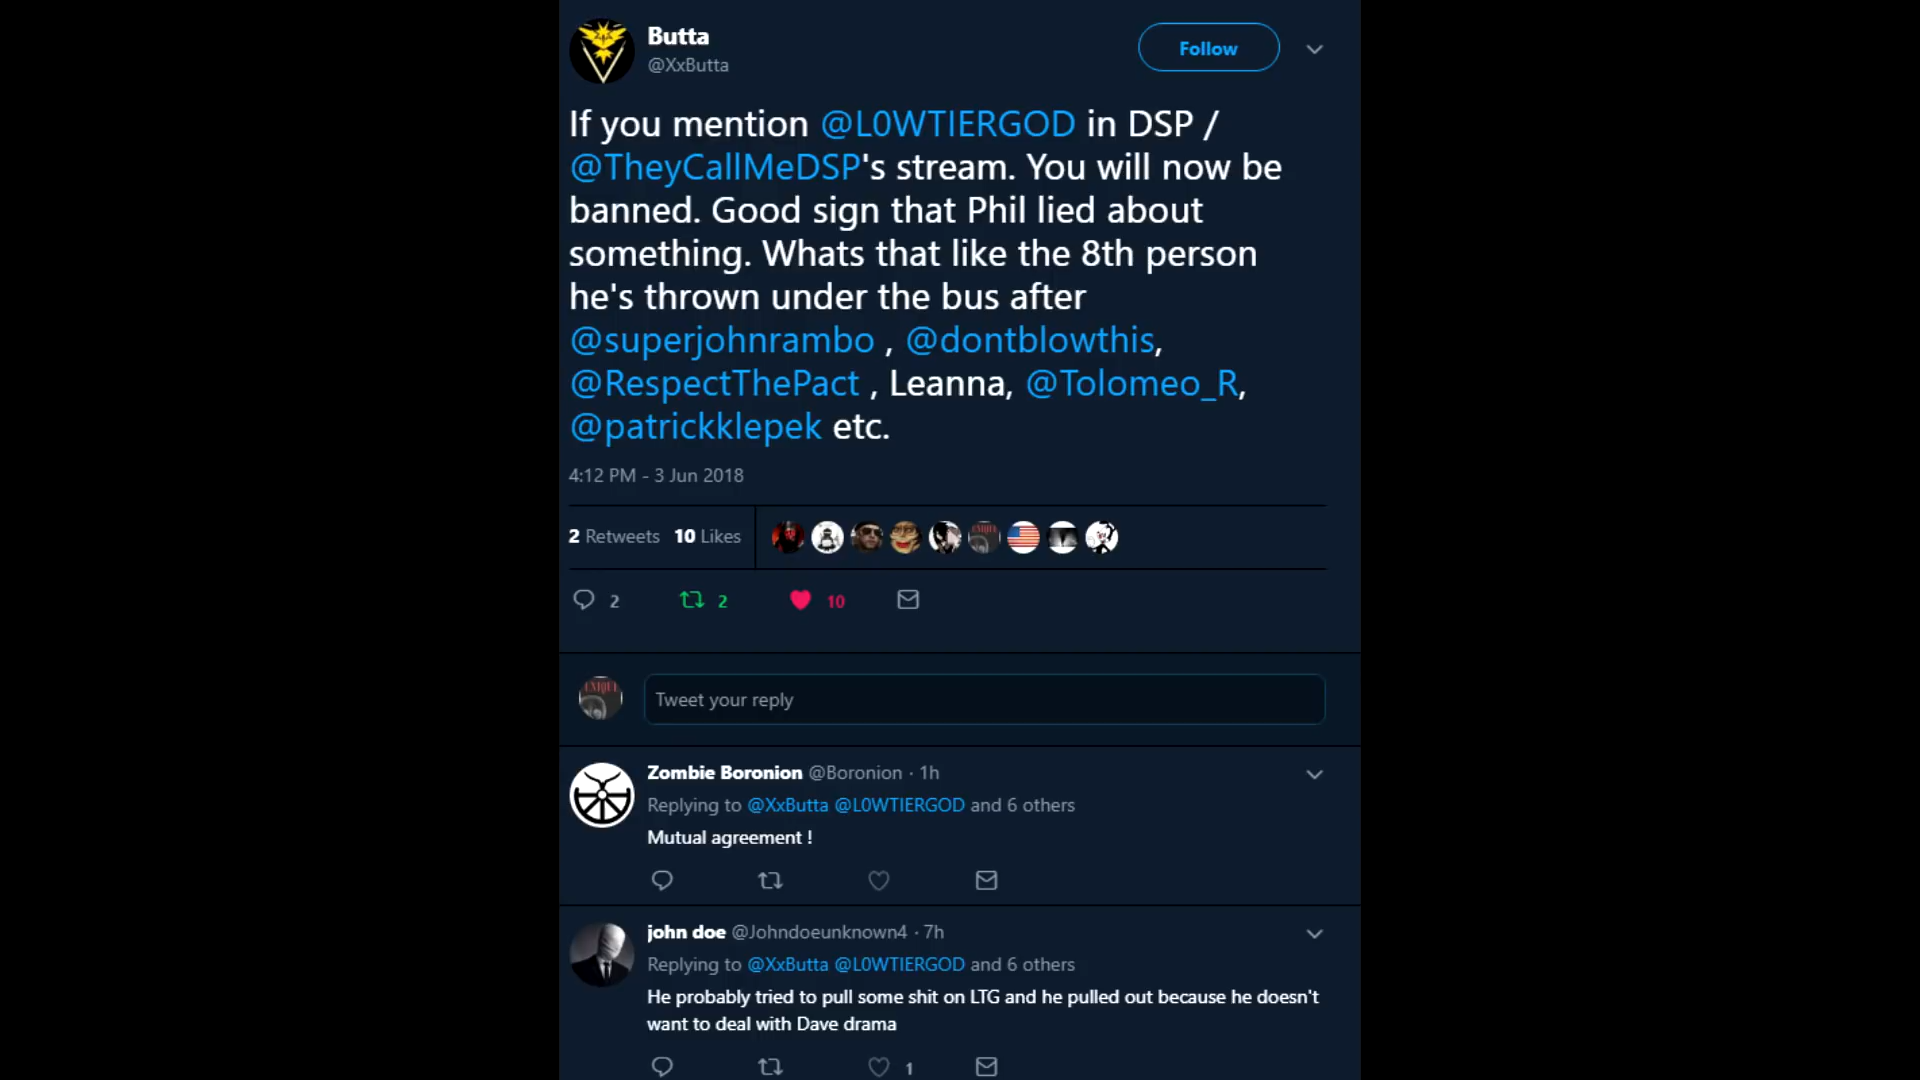 Butta
@XxButta
Follow
If you mention @L0WTIERGOD in DSP /
@TheyCallMeDSP's stream. You will now be
banned. Good sign that Phil lied about
something. Whats that like the 8th person
he's thrown under the bus after
@superjohnrambo , @dontblowthis,
@RespectThePact , Leanna, @Tolomeo_R,
@patrickklepek etc.
4:12 PM - 3 Jun 2018
2 Retweets 10 Likes
2 2 10
Tweet your reply
Zombie Boronion @Boronion · 1h
Replying to @XxButta @L0WTIERGOD and 6 others
Mutual agreement !
john doe @Johndoeunknown4 · 7h
Replying to @XxButta @L0WTIERGOD and 6 others
He probably tried to pull some shit on LTG and he pulled out because he doesn't
want to deal with Dave drama
1